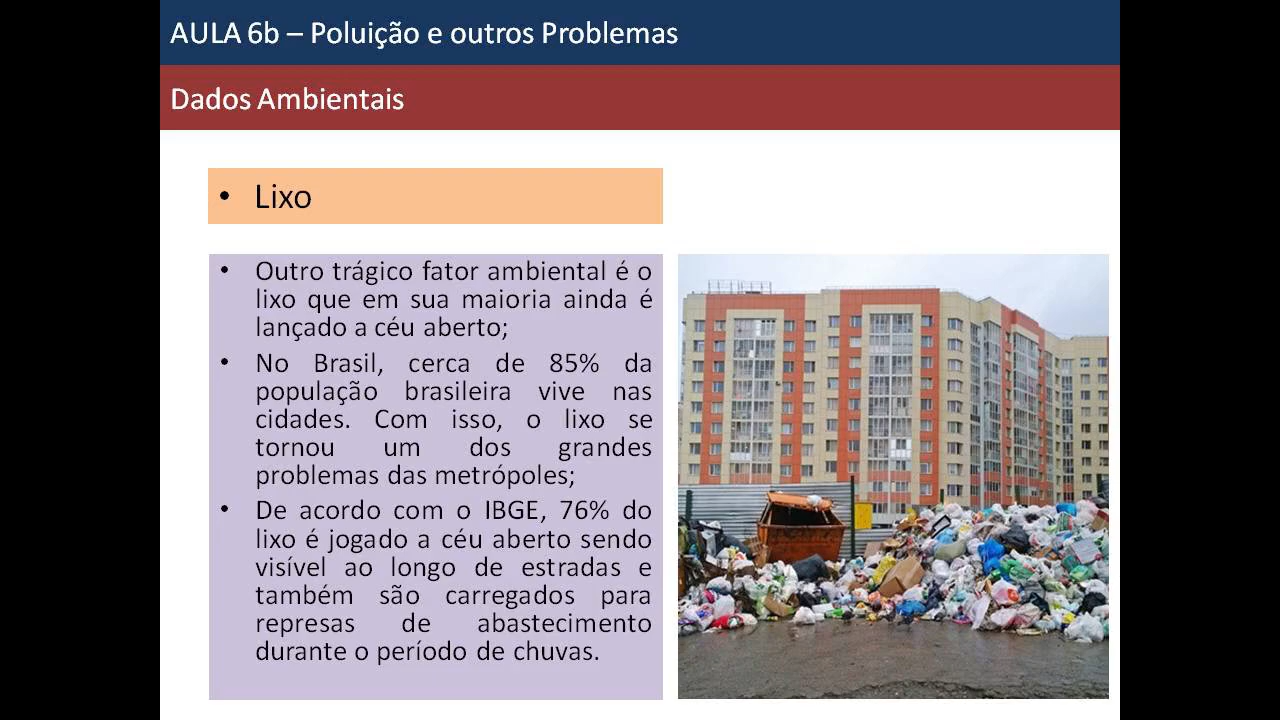 AULA 6b – Poluição e outros Problemas
Dados Ambientais
• Lixo
• Outro trágico fator ambiental é o
lixo que em sua maioria ainda é
lançado a céu aberto;
• No Brasil, cerca de 85% da
população brasileira vive nas
cidades. Com isso, o lixo se
tornou um dos grandes
problemas das metrópoles;
• De acordo com o IBGE, 76% do
lixo é jogado a céu aberto sendo
visível ao longo de estradas e
também são carregados para
represas de abastecimento
durante o período de chuvas.